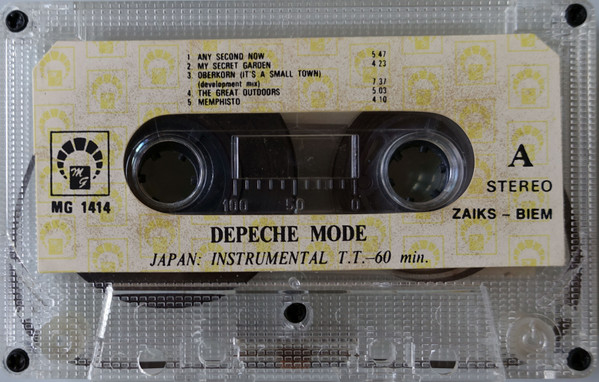 1 ANY SECOND NOW 5.47
2. MY SECRET GARDEN 4.23
3. OBERKORN (IT'S A SMALL TOWN)
(development mix) 7.37
4. THE GREAT OUTDOORS 5.03
5 MEMPHISTO 4.10
MG
MG 1414
A
STEREO
ZAIKS - BIEM
100 50 0
DEPECHE MODE
JAPAN: INSTRUMENTAL T.T.-60 min.